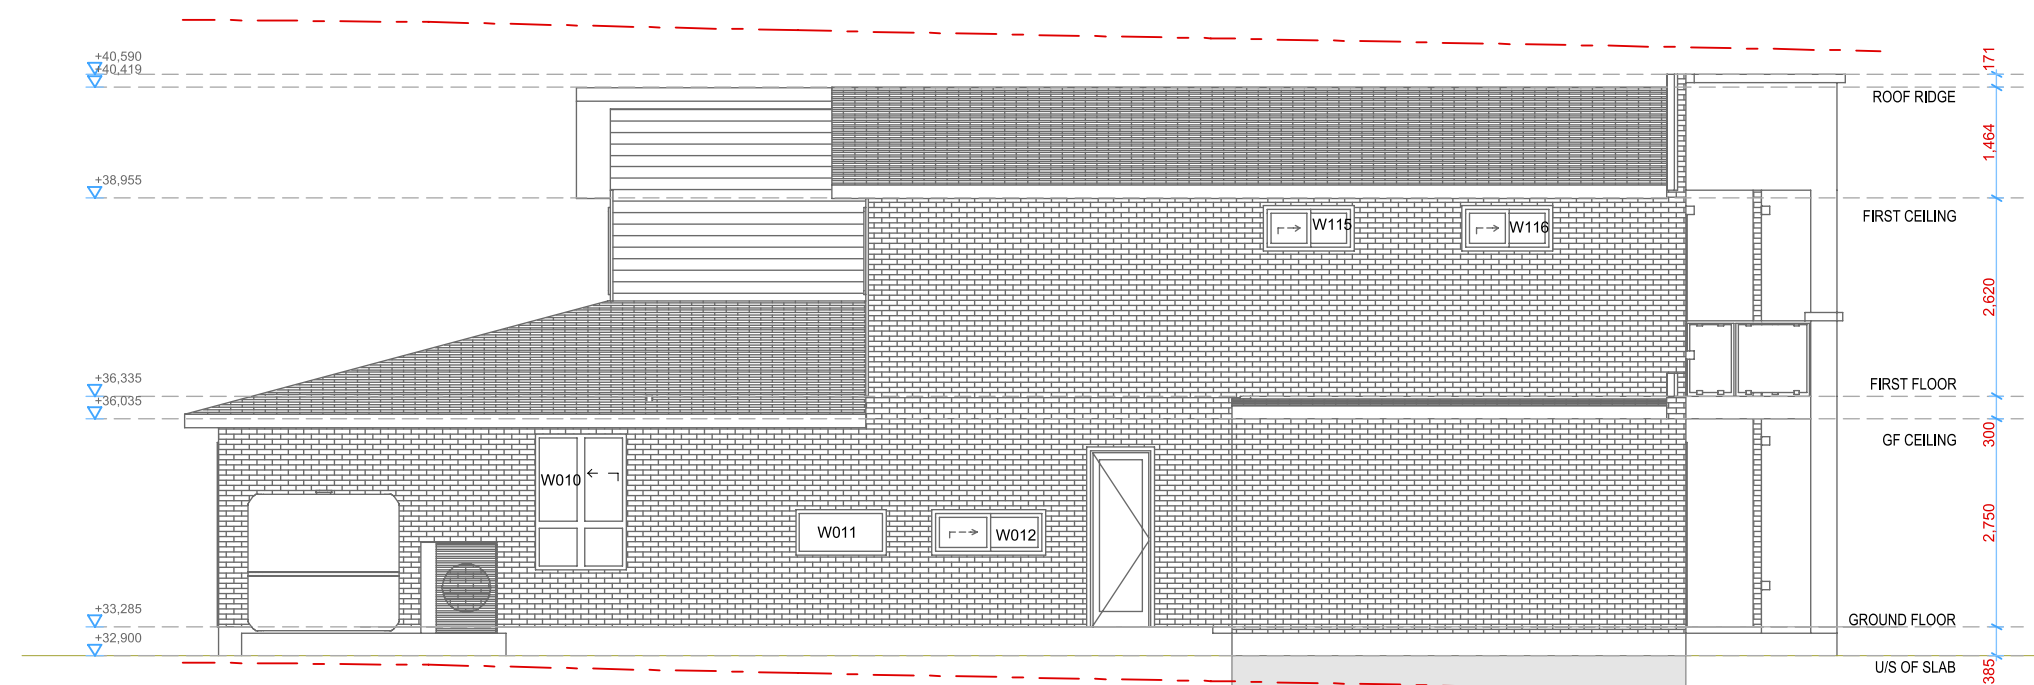 +40,590
+40,419
171
ROOF RIDGE
1,464
+38,955
FIRST CEILING
W115
W116
2,620
+36,335
FIRST FLOOR
+36,035
300
GF CEILING
W010
W011
W012
2,750
+33,285
GROUND FLOOR
+32,900
U/S OF SLAB
385